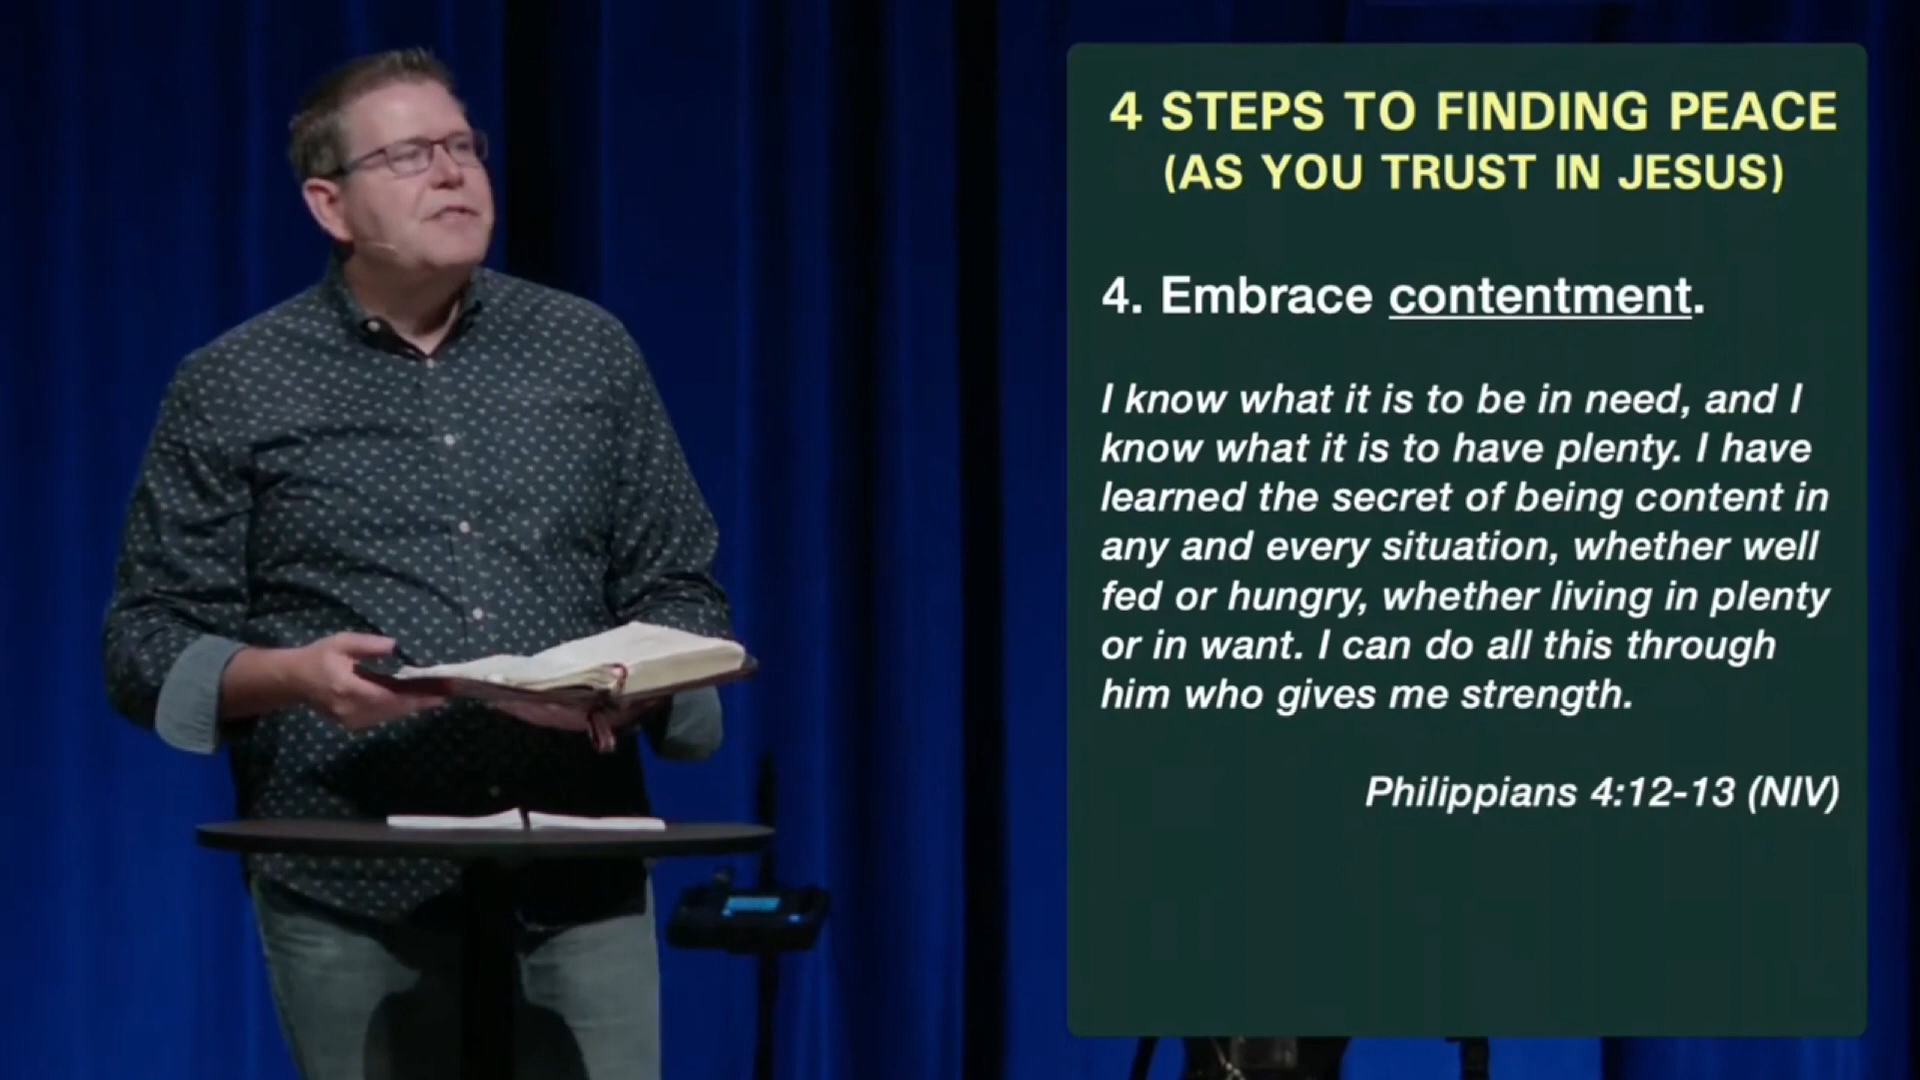 4 STEPS TO FINDING PEACE
(AS YOU TRUST IN JESUS)
4. Embrace contentment.
I know what it is to be in need, and I
know what it is to have plenty. I have
learned the secret of being content in
any and every situation, whether well
fed or hungry, whether living in plenty
or in want. I can do all this through
him who gives me strength.
Philippians 4:12-13 (NIV)